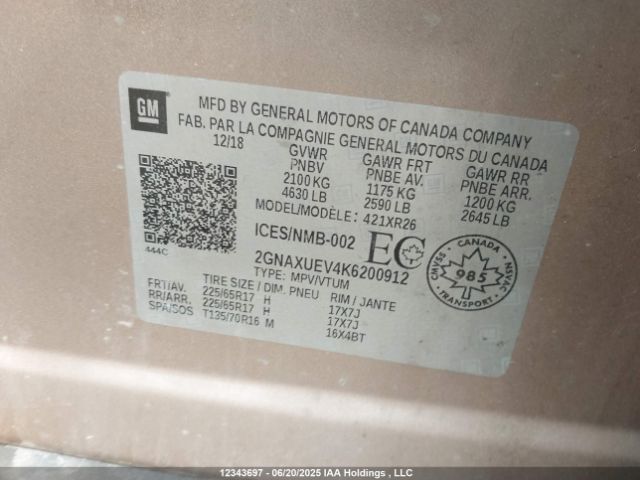 GM
MFD BY GENERAL MOTORS OF CANADA COMPANY
FAB. PAR LA COMPAGNIE GENERAL MOTORS DU CANADA
12/18 GVWR GAWR FRT GAWR RR
PNBV PNBE AV. PNBE ARR.
2100 KG 1175 KG 1200 KG
4630 LB 2590 LB 2645 LB
MODEL/MODÈLE: 421XR26
ICES/NMB-002 EC
444C
2GNAXUEV4K6200912
TYPE: MPV/VTUM
CANADA
CMVSS 985 NSVAC
TRANSPORT
TIRE SIZE / DIM. PNEU RIM / JANTE
FRT/AV. 225/65R17 H 17X7J
RR/ARR. 225/65R17 H 17X7J
SPA/SOS T135/70R16 M 16X4BT
12343697 - 06/20/2025 IAA Holdings , LLC